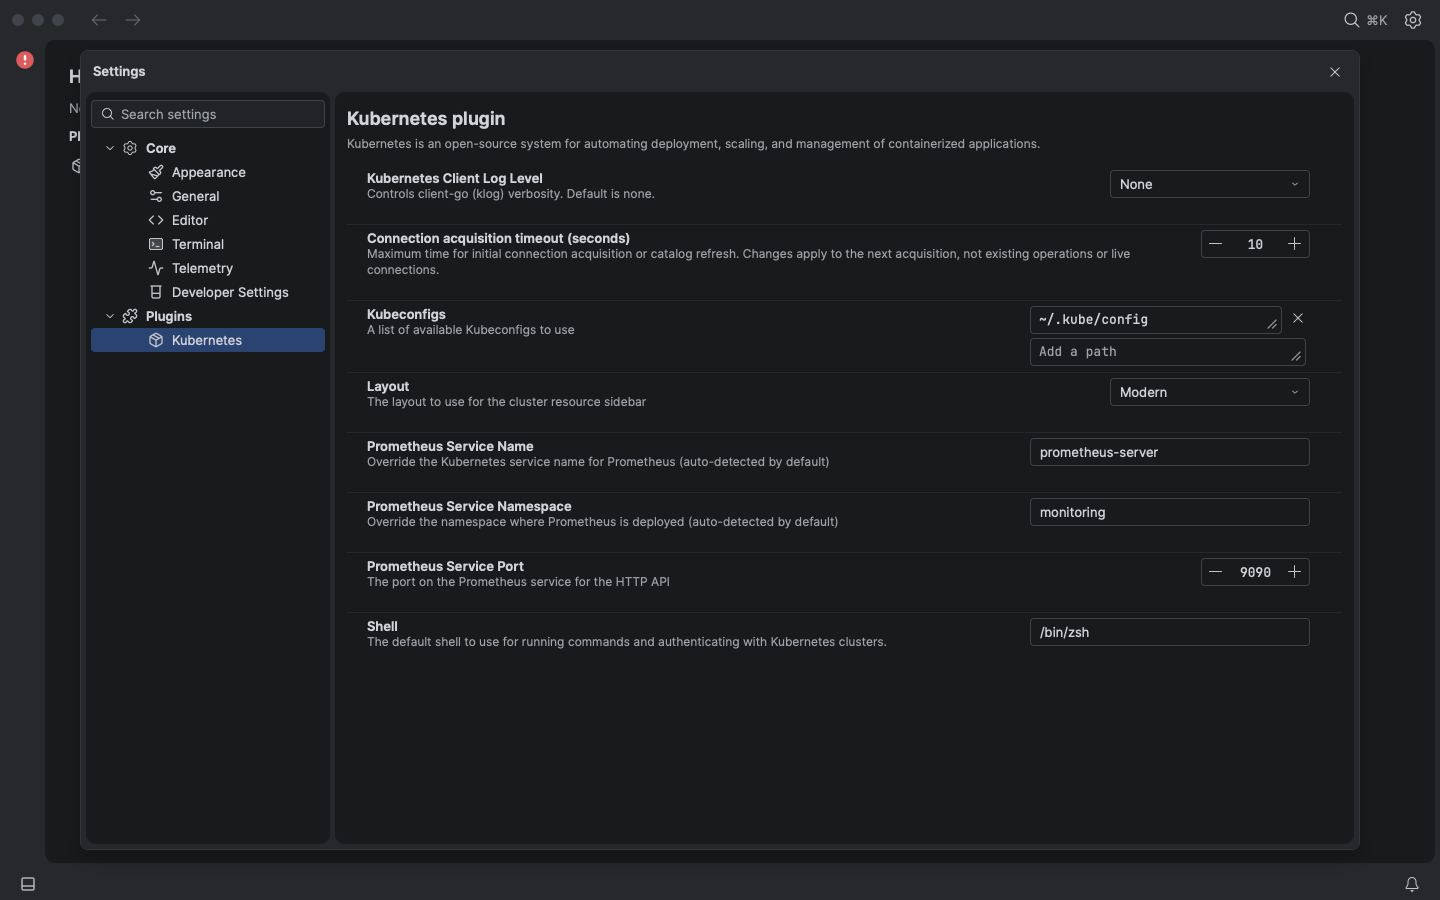 ⌘K
Settings
Search settings
Core
Appearance
General
Editor
Terminal
Telemetry
Developer Settings
Plugins
Kubernetes
Kubernetes plugin
Kubernetes is an open-source system for automating deployment, scaling, and management of containerized applications.
Kubernetes Client Log Level
Controls client-go (klog) verbosity. Default is none.
None
Connection acquisition timeout (seconds)
Maximum time for initial connection acquisition or catalog refresh. Changes apply to the next acquisition, not existing operations or live
connections.
10
Kubeconfigs
A list of available Kubeconfigs to use
~/.kube/config
Add a path
Layout
The layout to use for the cluster resource sidebar
Modern
Prometheus Service Name
Override the Kubernetes service name for Prometheus (auto-detected by default)
prometheus-server
Prometheus Service Namespace
Override the namespace where Prometheus is deployed (auto-detected by default)
monitoring
Prometheus Service Port
The port on the Prometheus service for the HTTP API
9090
Shell
The default shell to use for running commands and authenticating with Kubernetes clusters.
/bin/zsh